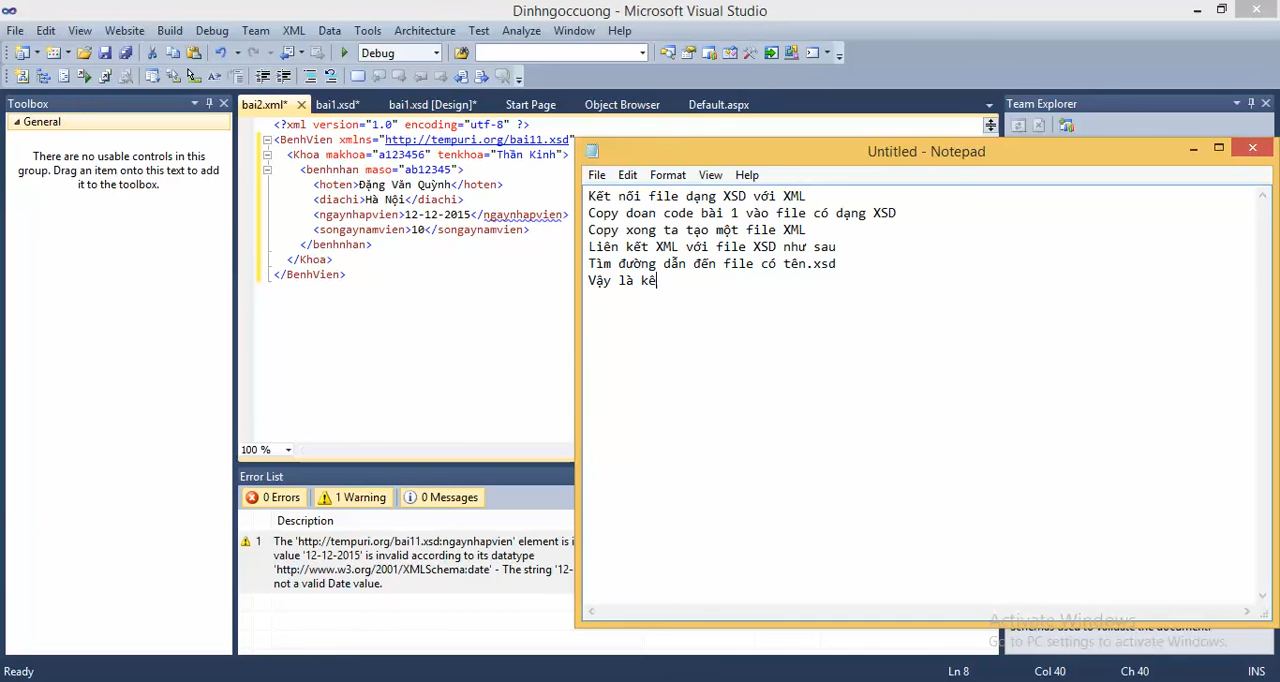 Dinhngoccuong - Microsoft Visual Studio
File Edit View Website Build Debug Team XML Data Tools Architecture Test Analyze Window Help
Debug
Toolbox
General
There are no usable controls in this
group. Drag an item onto this text to add
it to the toolbox.
bai2.xml* bai1.xsd* bai1.xsd [Design]* Start Page Object Browser Default.aspx
Team Explorer
<?xml version="1.0" encoding="utf-8" ?>
<BenhVien xmlns="http://tempuri.org/bai11.xsd"
<Khoa makhoa="a123456" tenkhoa="Thần Kinh">
<benhnhan maso="ab12345">
<hoten>Đặng Văn Quỳnh</hoten>
<diachi>Hà Nội</diachi>
<ngaynhapvien>12-12-2015</ngaynhapvien>
<songaynamvien>10</songaynamvien>
</benhnhan>
</Khoa>
</BenhVien>
100 %
Untitled - Notepad
File Edit Format View Help
Kết nối file dạng XSD với XML
Copy doan code bài 1 vào file có dạng XSD
Copy xong ta tạo một file XML
Liên kết XML với file XSD như sau
Tìm đường dẫn đến file có tên.xsd
Vậy là kê
Error List
0 Errors 1 Warning 0 Messages
Description
1 The 'http://tempuri.org/bai11.xsd:ngaynhapvien' element is i
value '12-12-2015' is invalid according to its datatype
'http://www.w3.org/2001/XMLSchema:date' - The string '12-
not a valid Date value.
Activate Windows
schemas used to validate the document.
Go to PC settings to activate Windows.
Ready Ln 8 Col 40 Ch 40 INS